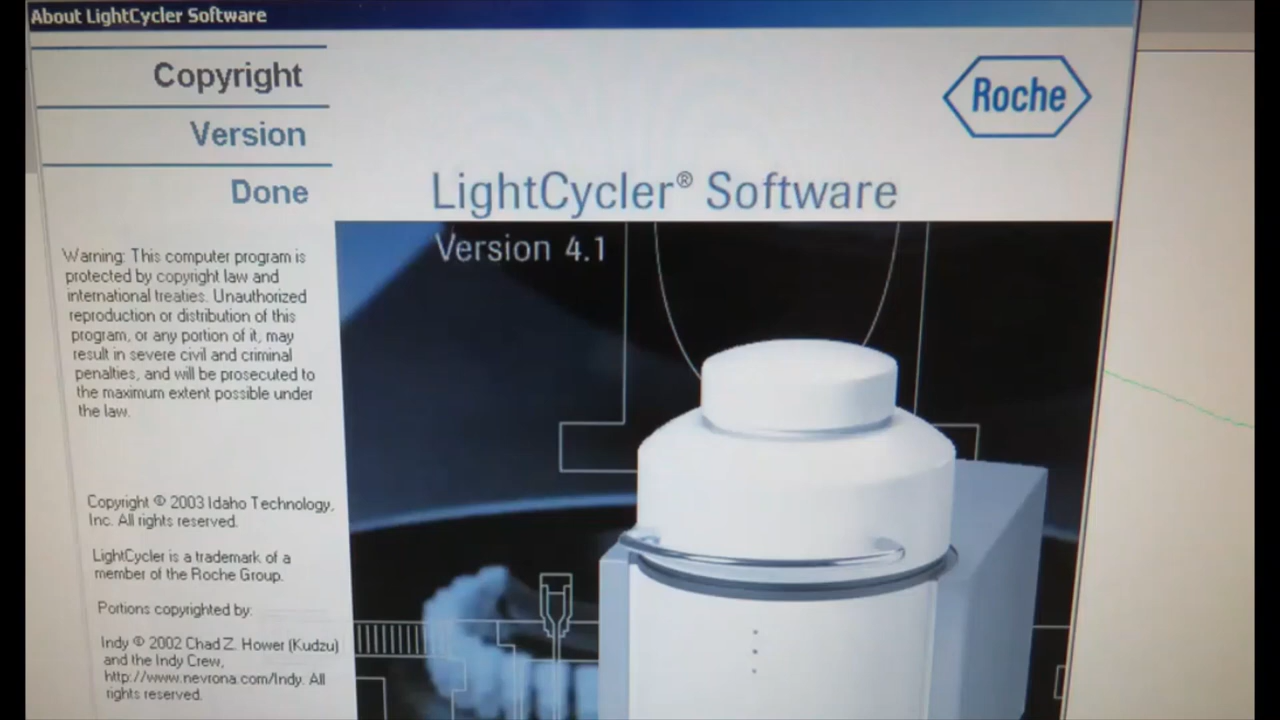 About LightCycler Software
Copyright
Version
Done
Roche
LightCycler® Software
Version 4.1
Warning: This computer program is
protected by copyright law and
international treaties. Unauthorized
reproduction or distribution of this
program, or any portion of it, may
result in severe civil and criminal
penalties, and will be prosecuted to
the maximum extent possible under
the law.
Copyright © 2003 Idaho Technology,
Inc. All rights reserved.
LightCycler is a trademark of a
member of the Roche Group.
Portions copyrighted by:
Indy © 2002 Chad Z. Hower (Kudzu)
and the Indy Crew,
http://www.nevrona.com/Indy. All
rights reserved.